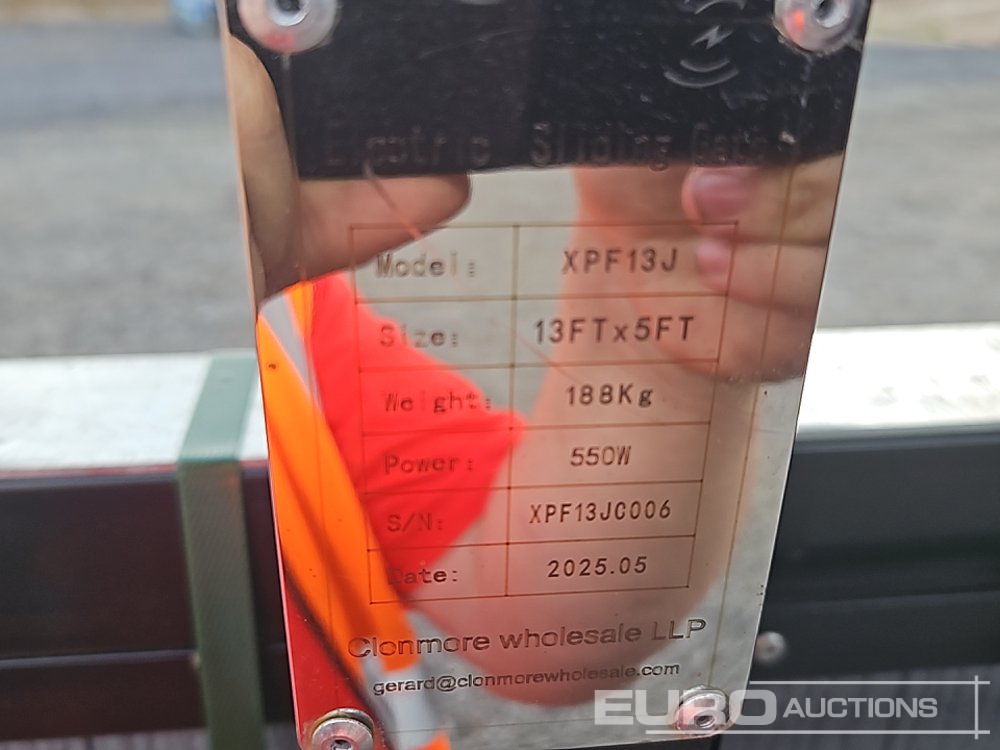 Electric Sliding Gate
Model: XPF13J
Size: 13FTx5FT
Weight: 188Kg
Power: 550W
S/N: XPF13JC006
Date: 2025.05
Clonmore wholesale LLP
gerard@clonmorewholesale.com
EURO AUCTIONS